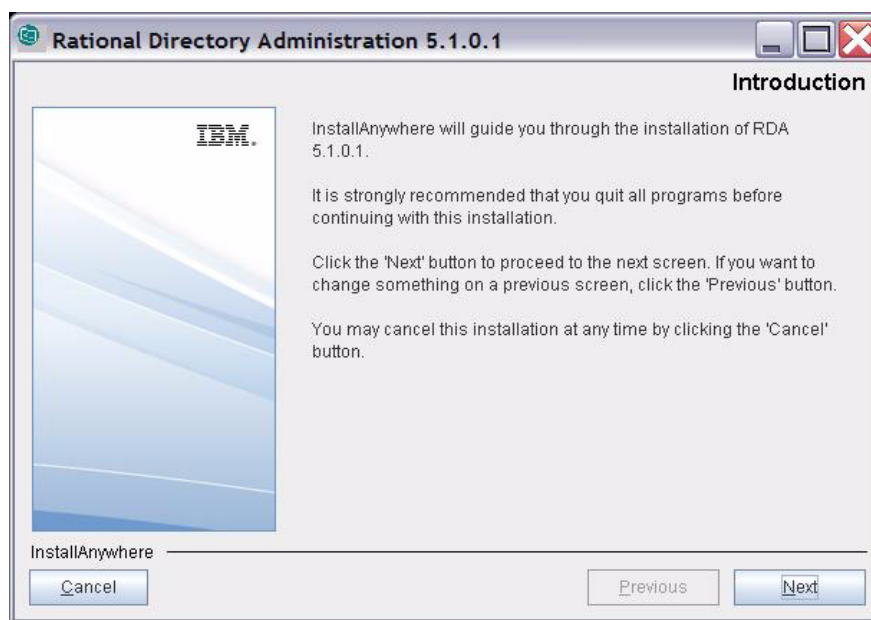 Rational Directory Administration 5.1.0.1
Introduction
IBM.
InstallAnywhere will guide you through the installation of RDA
5.1.0.1.
It is strongly recommended that you quit all programs before
continuing with this installation.
Click the 'Next' button to proceed to the next screen. If you want to
change something on a previous screen, click the 'Previous' button.
You may cancel this installation at any time by clicking the 'Cancel'
button.
InstallAnywhere
Cancel
Previous
Next